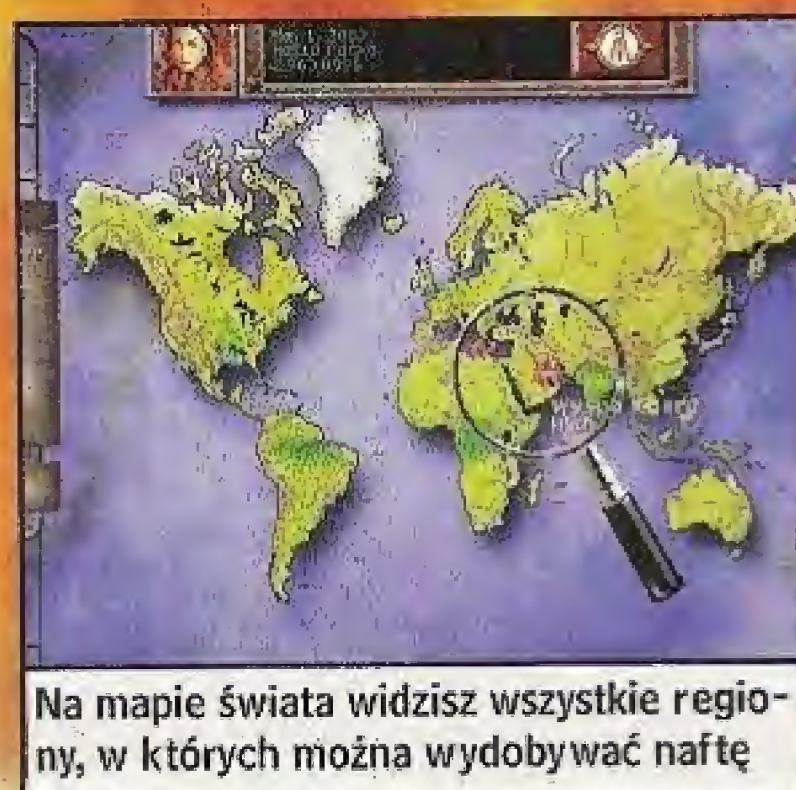 Na mapie świata widzisz wszystkie regio-
ny, w których można wydobywać naftę